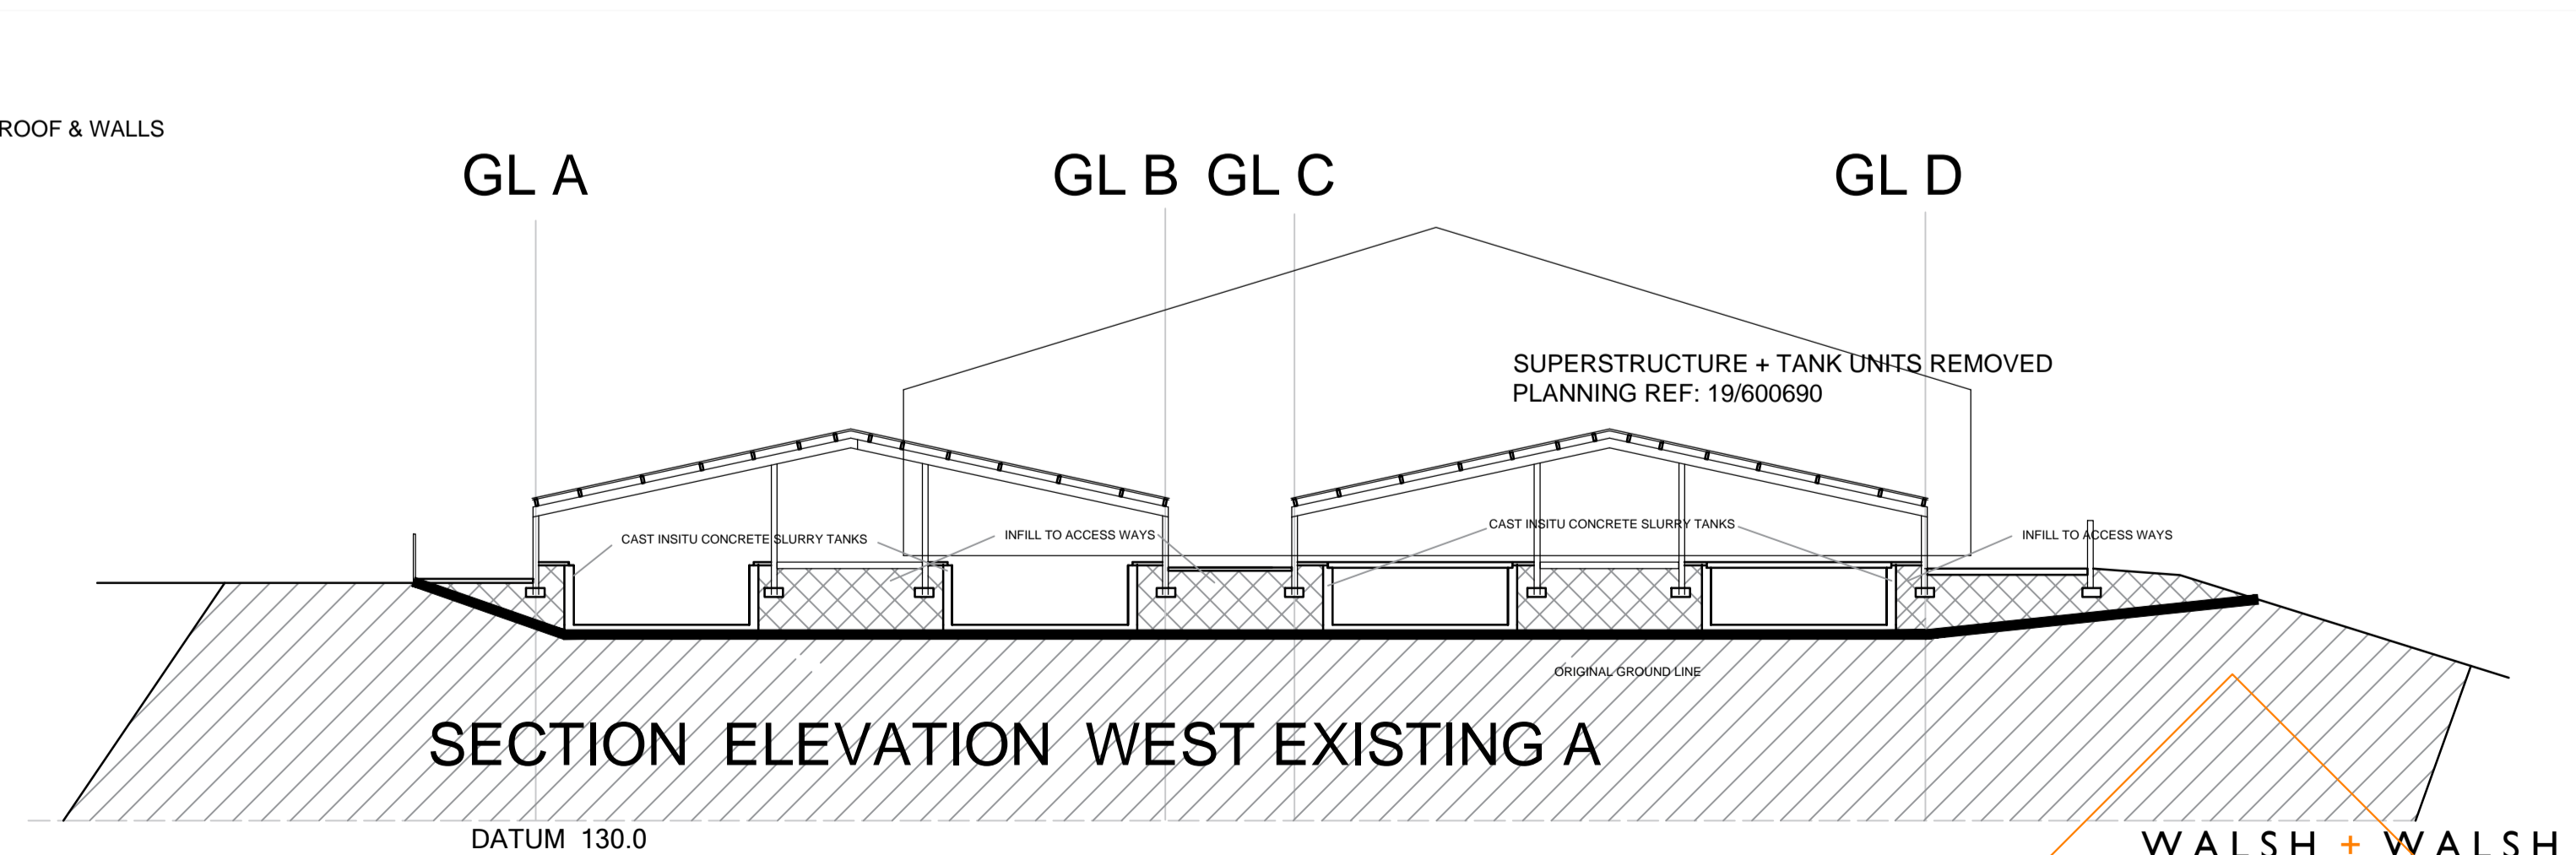 ROOF & WALLS
GL A
GL B
GL C
GL D
SUPERSTRUCTURE + TANK UNITS REMOVED
PLANNING REF: 19/600690
CAST INSITU CONCRETE SLURRY TANKS
INFILL TO ACCESS WAYS
CAST INSITU CONCRETE SLURRY TANKS
INFILL TO ACCESS WAYS
ORIGINAL GROUND LINE
SECTION ELEVATION WEST EXISTING A
DATUM 130.0
WALSH + WALSH